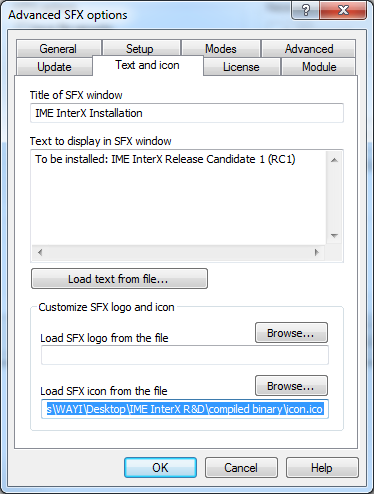 Advanced SFX options
General Setup Modes Advanced
Update Text and icon License Module
Title of SFX window
IME InterX Installation
Text to display in SFX window
To be installed: IME InterX Release Candidate 1 (RC1)
Load text from file...
Customize SFX logo and icon
Browse...
Load SFX logo from the file
Browse...
Load SFX icon from the file
s\WAYI\Desktop\IME InterX R&D\compiled binary\icon.ico
OK Cancel Help